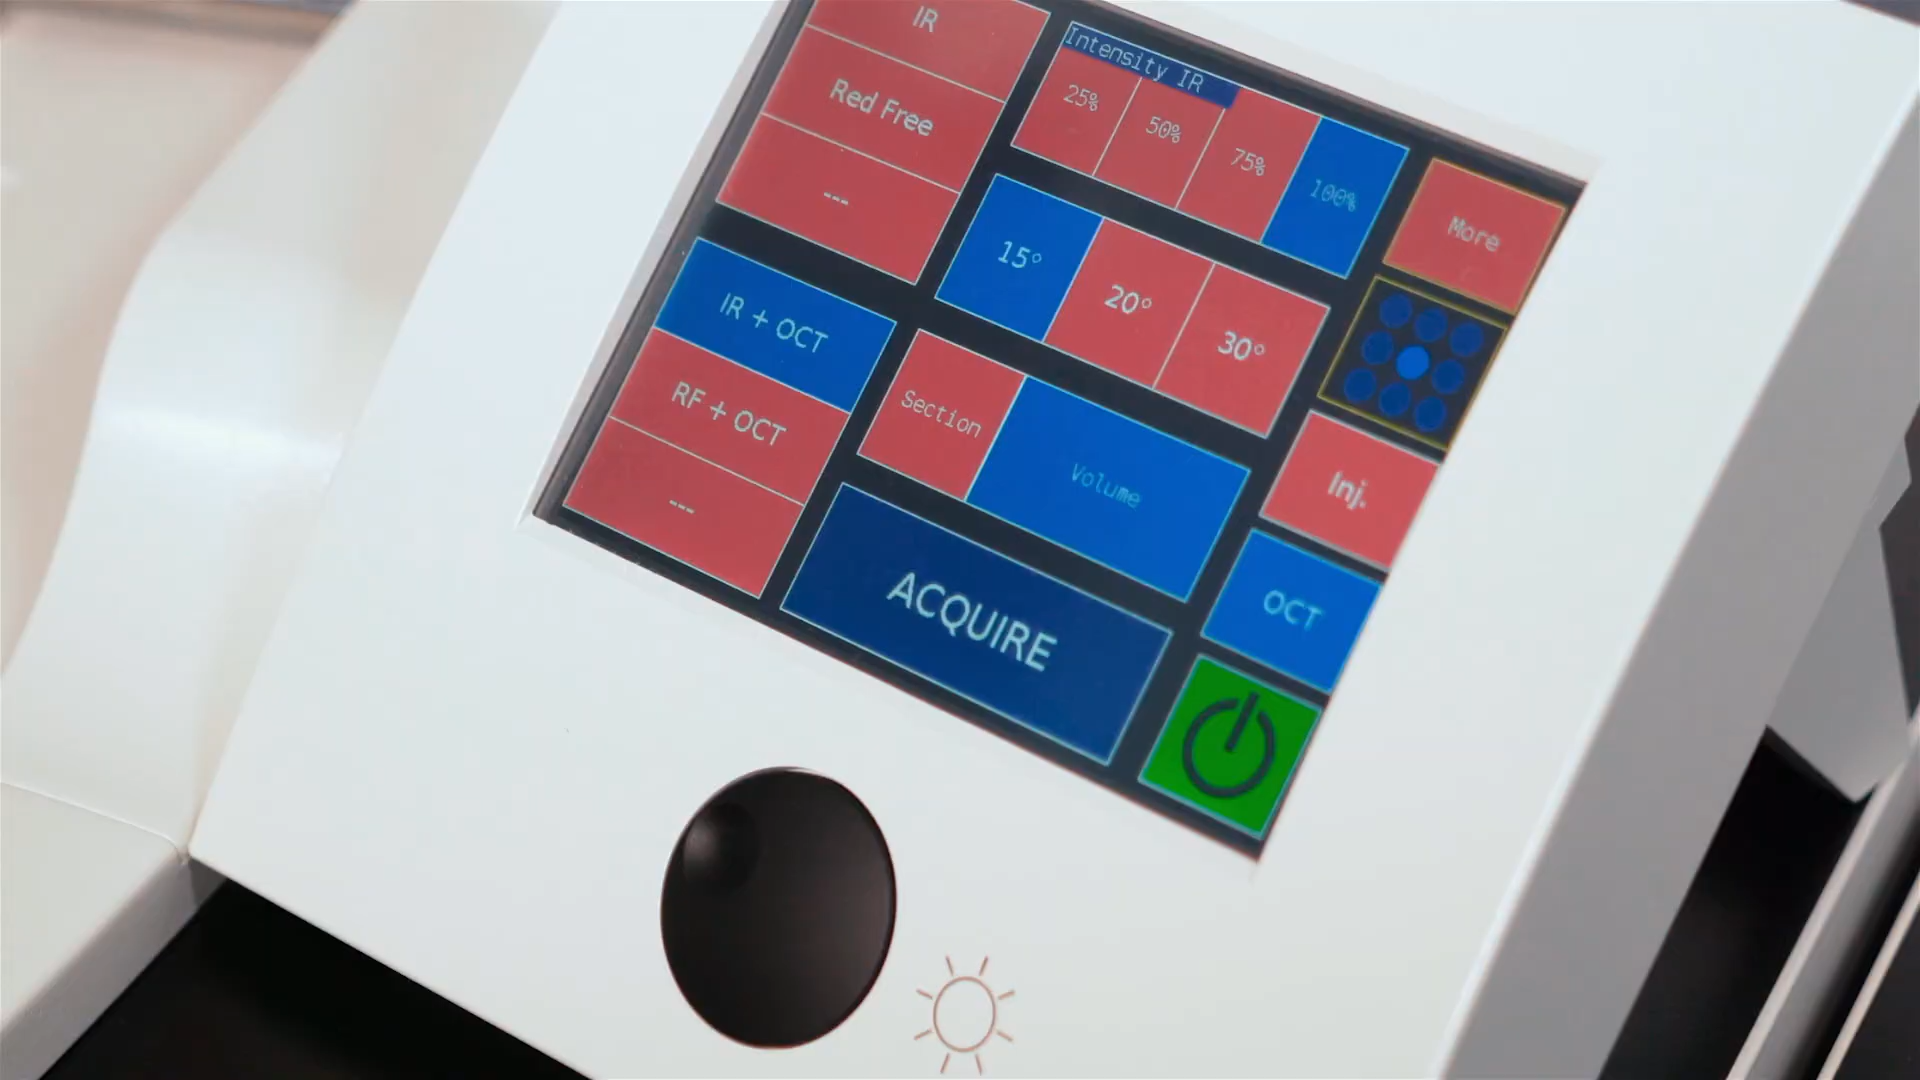 IR
Red Free
---
IR + OCT
RF + OCT
---
Intensity IR
25%
50%
75%
100%
15°
20°
30°
Section
Volume
ACQUIRE
More
Inj.
OCT